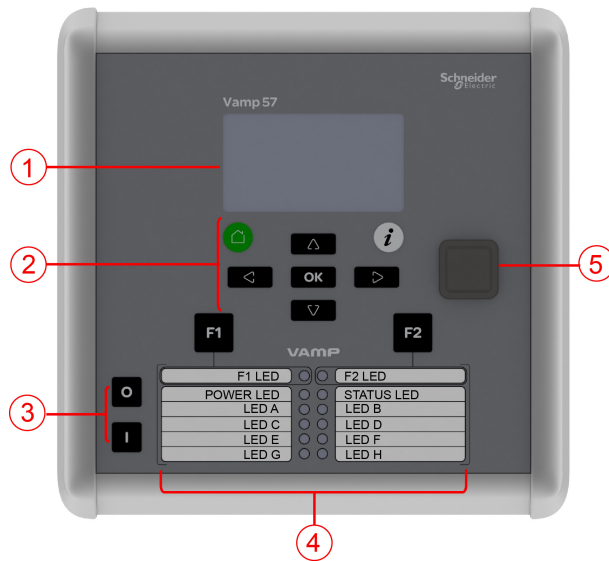 Schneider
Electric
Vamp 57
1
2
i
OK
5
F1
F2
VAMP
F1 LED
F2 LED
O
POWER LED
STATUS LED
LED A
LED B
3
LED C
LED D
I
LED E
LED F
LED G
LED H
4